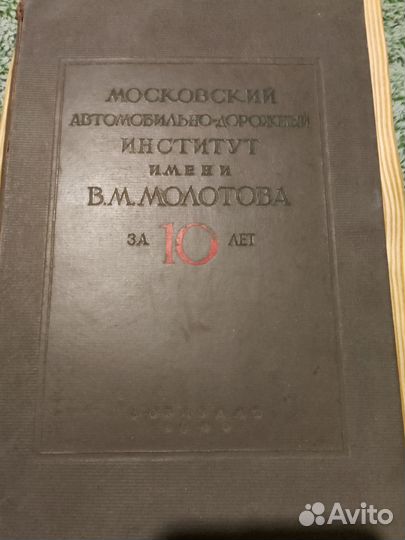 МОСКОВСКИЙ
АВТОМОБИЛЬНО-ДОРОЖНЫЙ
ИНСТИТУТ
ИМЕНИ
В.М.МОЛОТОВА
ЗА 10 ЛЕТ
Avito